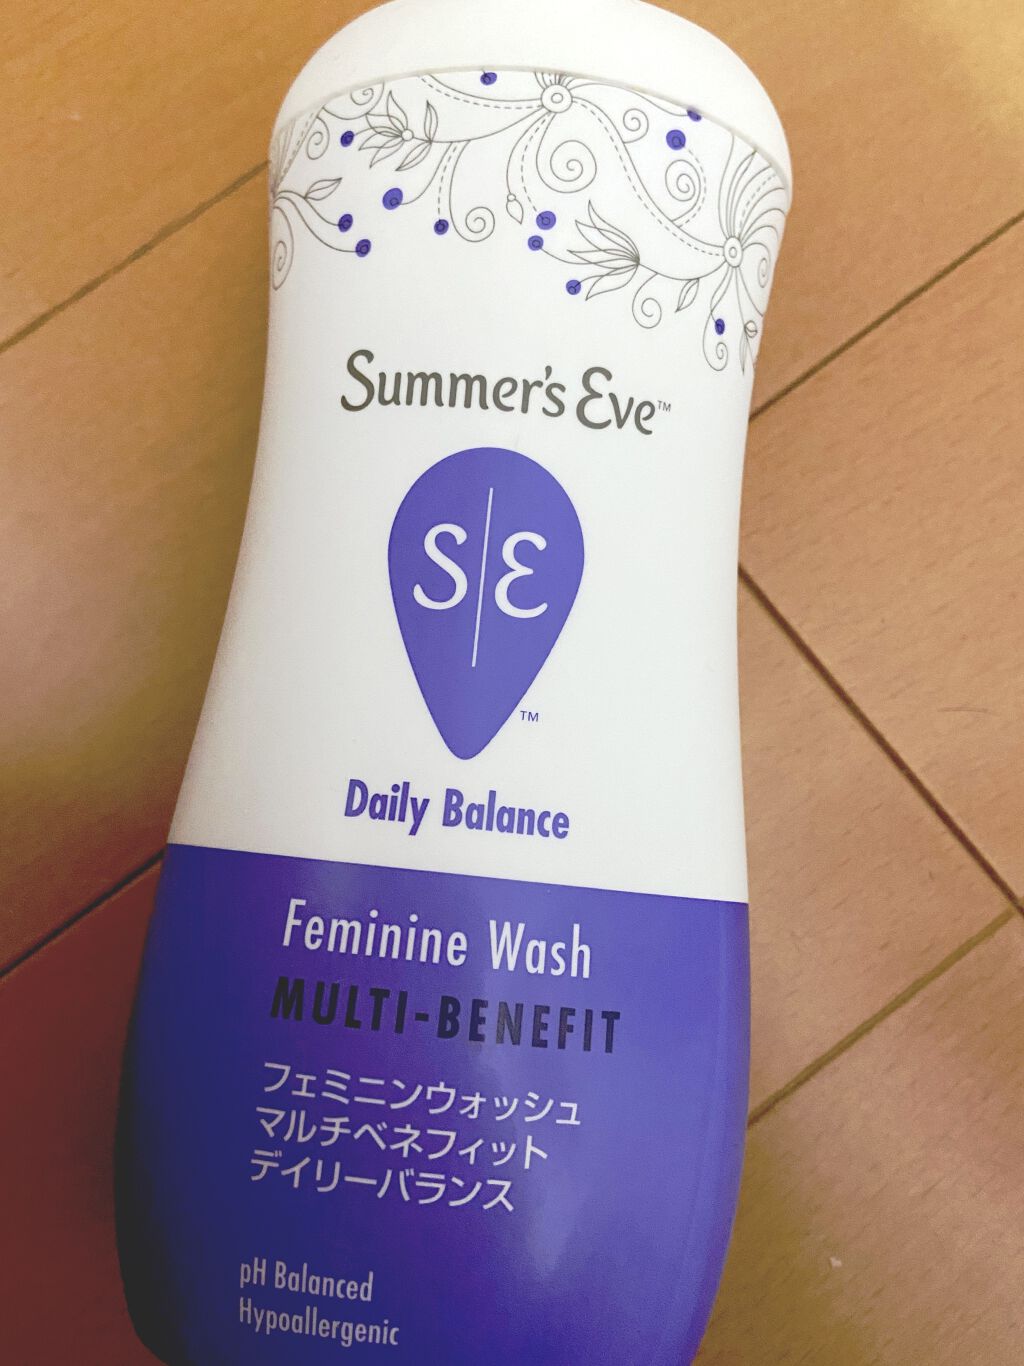 Summer's Eve™
S|E
™
Daily Balance
Feminine Wash
MULTI-BENEFIT
フェミニンウォッシュ
マルチベネフィット
デイリーバランス
pH Balanced
Hypoallergenic